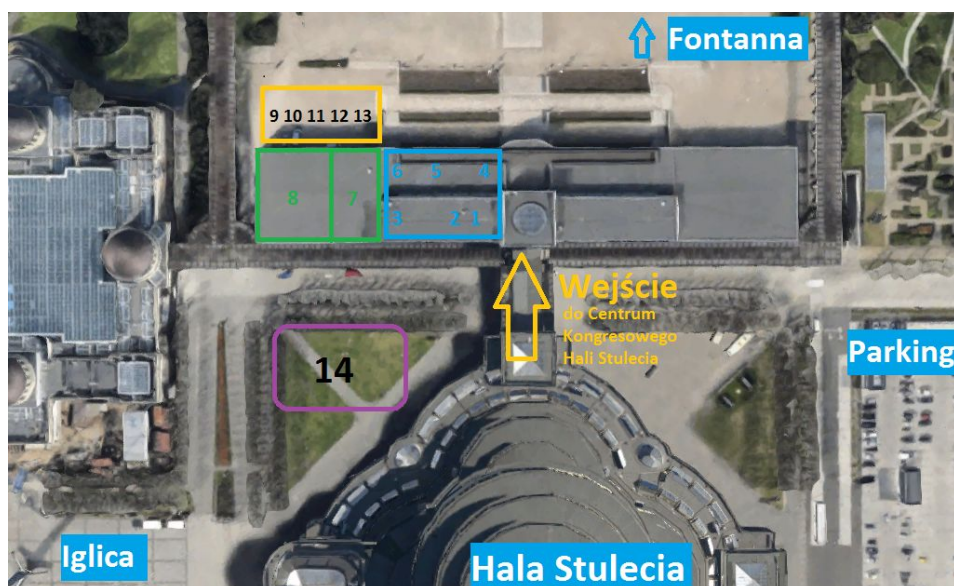 Fontanna
9 10 11 12 13
8
7
6 5 4
3 2 1
Wejście
do Centrum
Kongresowego
Hali Stulecia
14
Parking
Iglica
Hala Stulecia